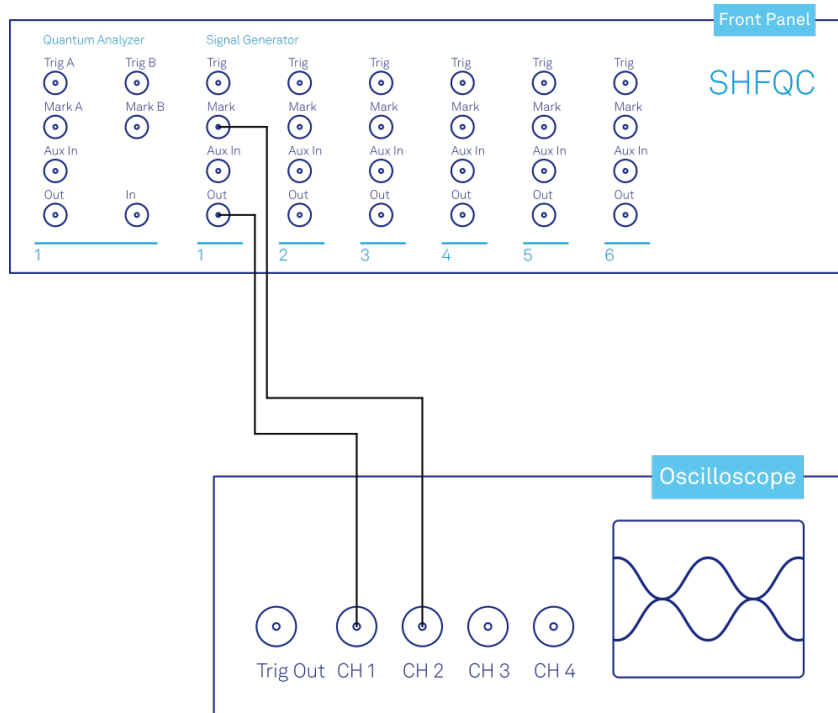 Front Panel
Quantum Analyzer Signal Generator
SHFQC
Trig A Trig B Trig Trig Trig Trig Trig Trig
Mark A Mark B Mark Mark Mark Mark Mark Mark
Aux In Aux In Aux In Aux In Aux In Aux In Aux In
Out In Out Out Out Out Out Out
1 1 2 3 4 5 6
Oscilloscope
Trig Out CH 1 CH 2 CH 3 CH 4